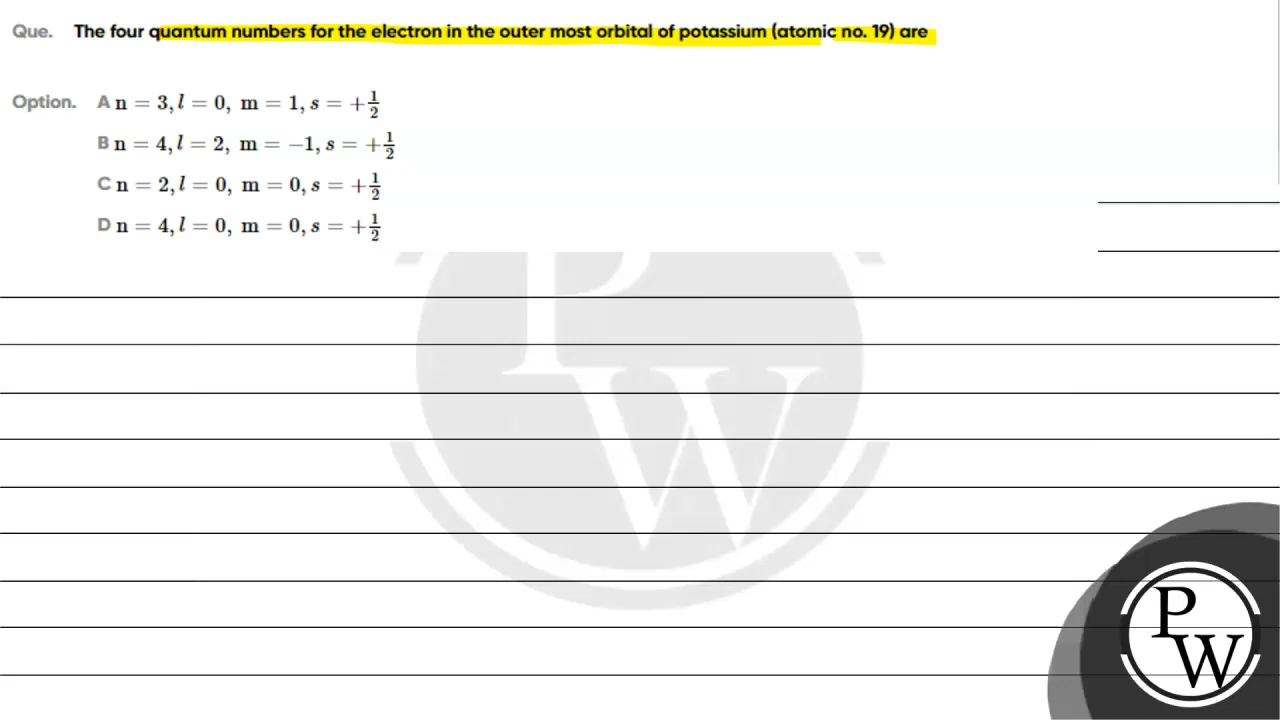 Que. The four quantum numbers for the electron in the outer most orbital of potassium (atomic no. 19) are
Option. A n = 3, l = 0, m = 1, s = +1/2
B n = 4, l = 2, m = −1, s = +1/2
C n = 2, l = 0, m = 0, s = +1/2
D n = 4, l = 0, m = 0, s = +1/2
P
W
P
W